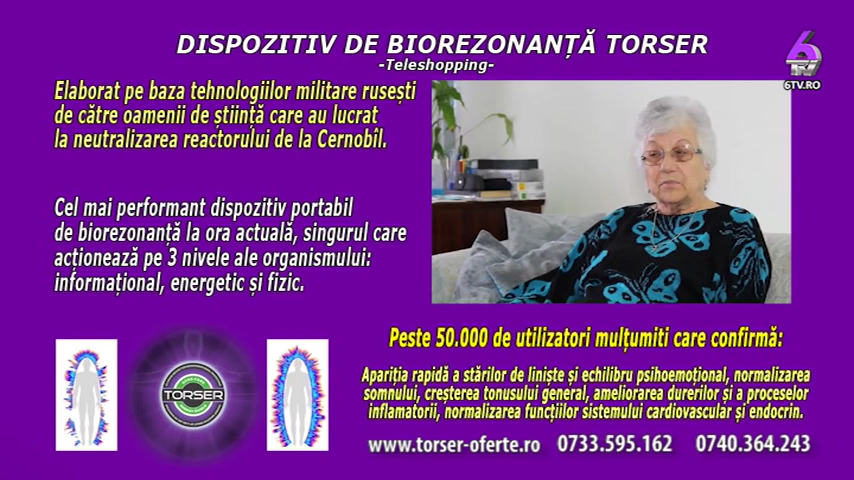 DISPOZITIV DE BIOREZONANȚĂ TORSER
-Teleshopping-
6
TV
6TV.RO
Elaborat pe baza tehnologiilor militare rusești
de către oamenii de știință care au lucrat
la neutralizarea reactorului de la Cernobîl.
Cel mai performant dispozitiv portabil
de biorezonanță la ora actuală, singurul care
acționează pe 3 nivele ale organismului:
informațional, energetic și fizic.
TORSER
Peste 50.000 de utilizatori mulțumiti care confirmă:
Apariția rapidă a stărilor de liniște și echilibru psihoemoțional, normalizarea
somnului, creșterea tonusului general, ameliorarea durerilor și a proceselor
inflamatorii, normalizarea funcțiilor sistemului cardiovascular și endocrin.
www.torser-oferte.ro 0733.595.162 0740.364.243